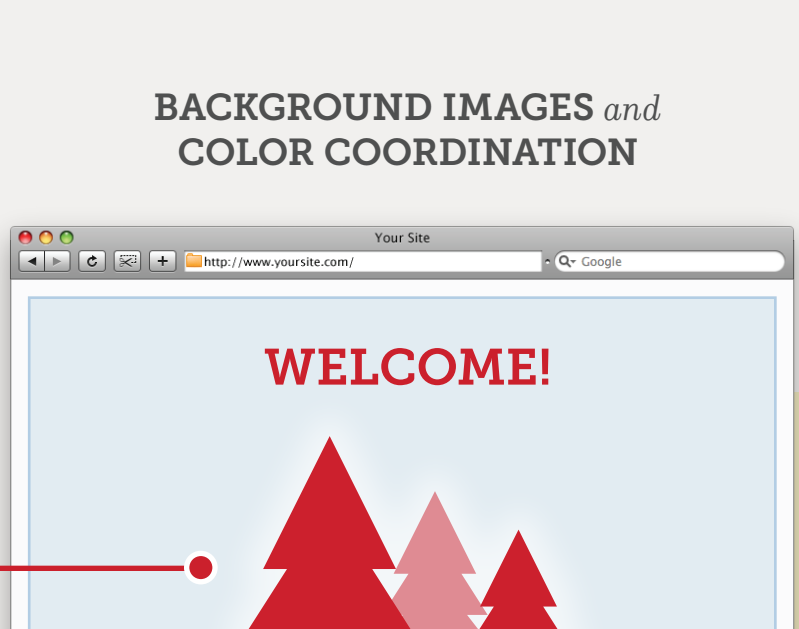 BACKGROUND IMAGES and
COLOR COORDINATION
Your Site
http://www.yoursite.com/
Google
WELCOME!